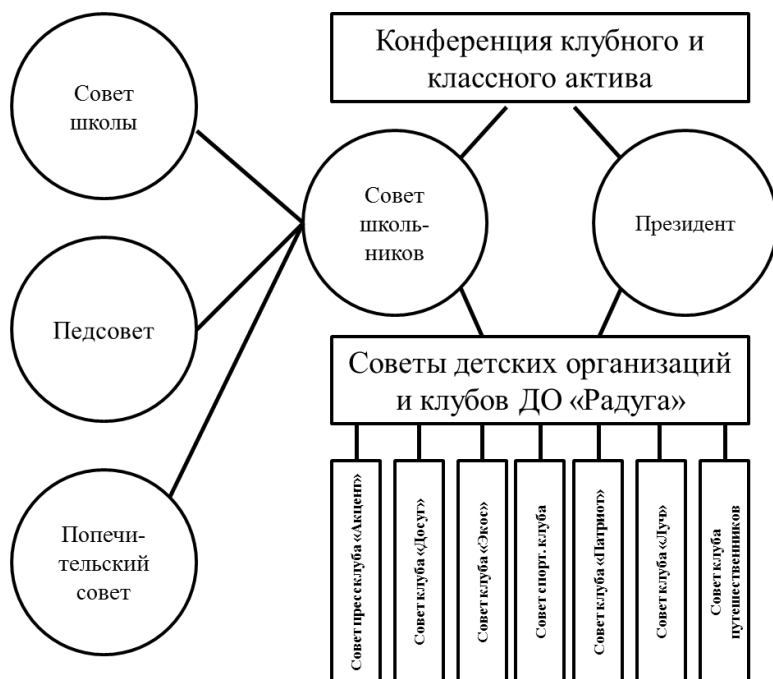 Конференция клубного и
классного актива
Совет
школы
Совет
школь-
ников
Президент
Педсовет
Советы детских организаций
и клубов ДО «Радуга»
Попечи-
тельский
совет
Совет прессклуба «Акцент»
Совет клуба «Досуг»
Совет клуба «Экос»
Совет спорт. клуба
Совет клуба «Патриот»
Совет клуба «Луч»
Совет клуба
путешественников